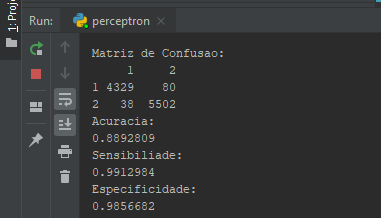 1: Proj
Run: perceptron
Matriz de Confusao:
1 2
1 4329 80
2 38 5502
Acuracia:
0.8892809
Sensibiliade:
0.9912984
Especificidade:
0.9856682